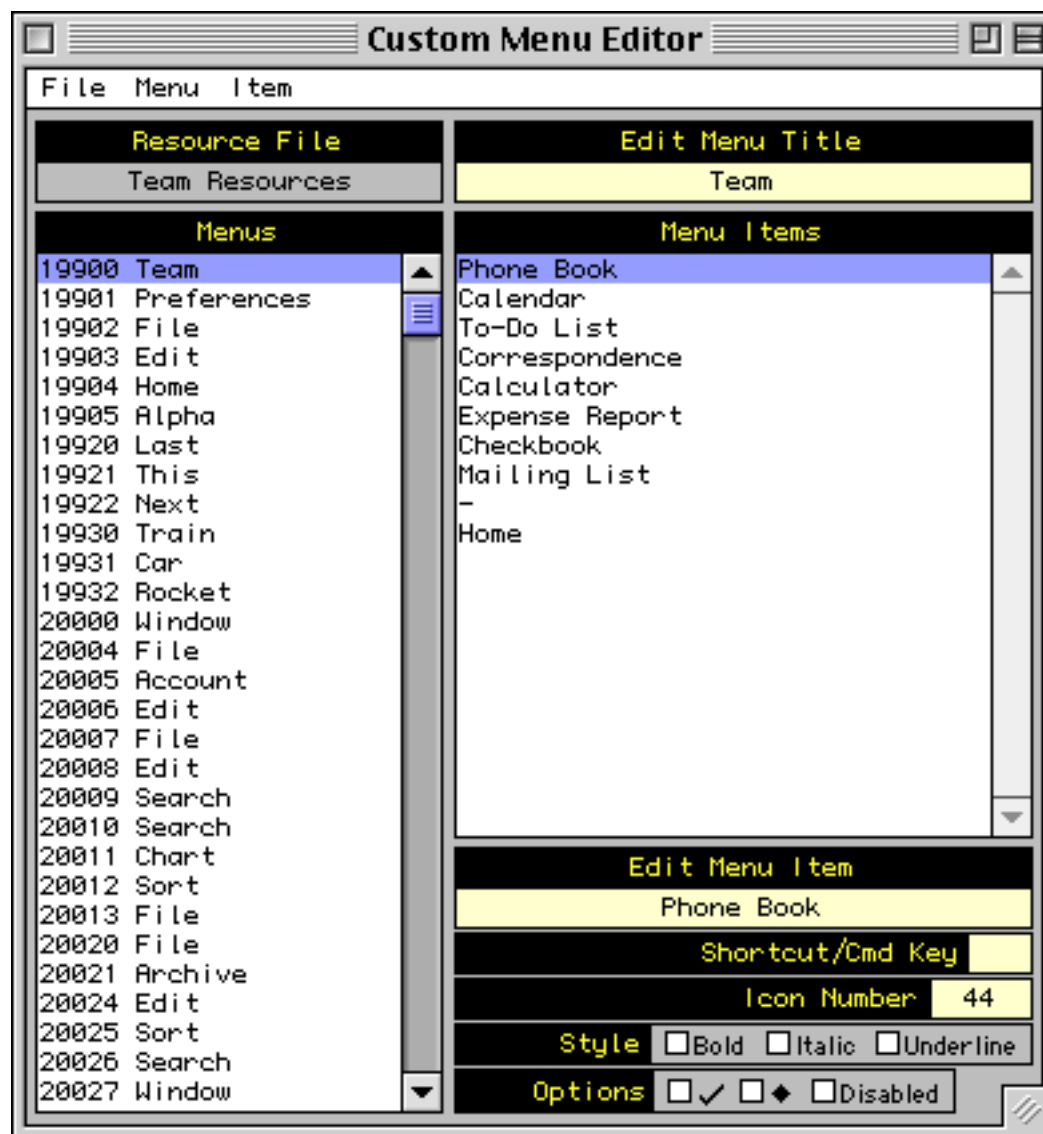 Custom Menu Editor
File Menu Item
Resource File
Team Resources
Edit Menu Title
Team
Menus
19900 Team
19901 Preferences
19902 File
19903 Edit
19904 Home
19905 Alpha
19920 Last
19921 This
19922 Next
19930 Train
19931 Car
19932 Rocket
20000 Window
20004 File
20005 Account
20006 Edit
20007 File
20008 Edit
20009 Search
20010 Search
20011 Chart
20012 Sort
20013 File
20020 File
20021 Archive
20024 Edit
20025 Sort
20026 Search
20027 Window
Menu Items
Phone Book
Calendar
To-Do List
Correspondence
Calculator
Expense Report
Checkbook
Mailing List
-
Home
Edit Menu Item
Phone Book
Shortcut/Cmd Key
Icon Number 44
Style Bold Italic Underline
Options ✓ ◆ Disabled